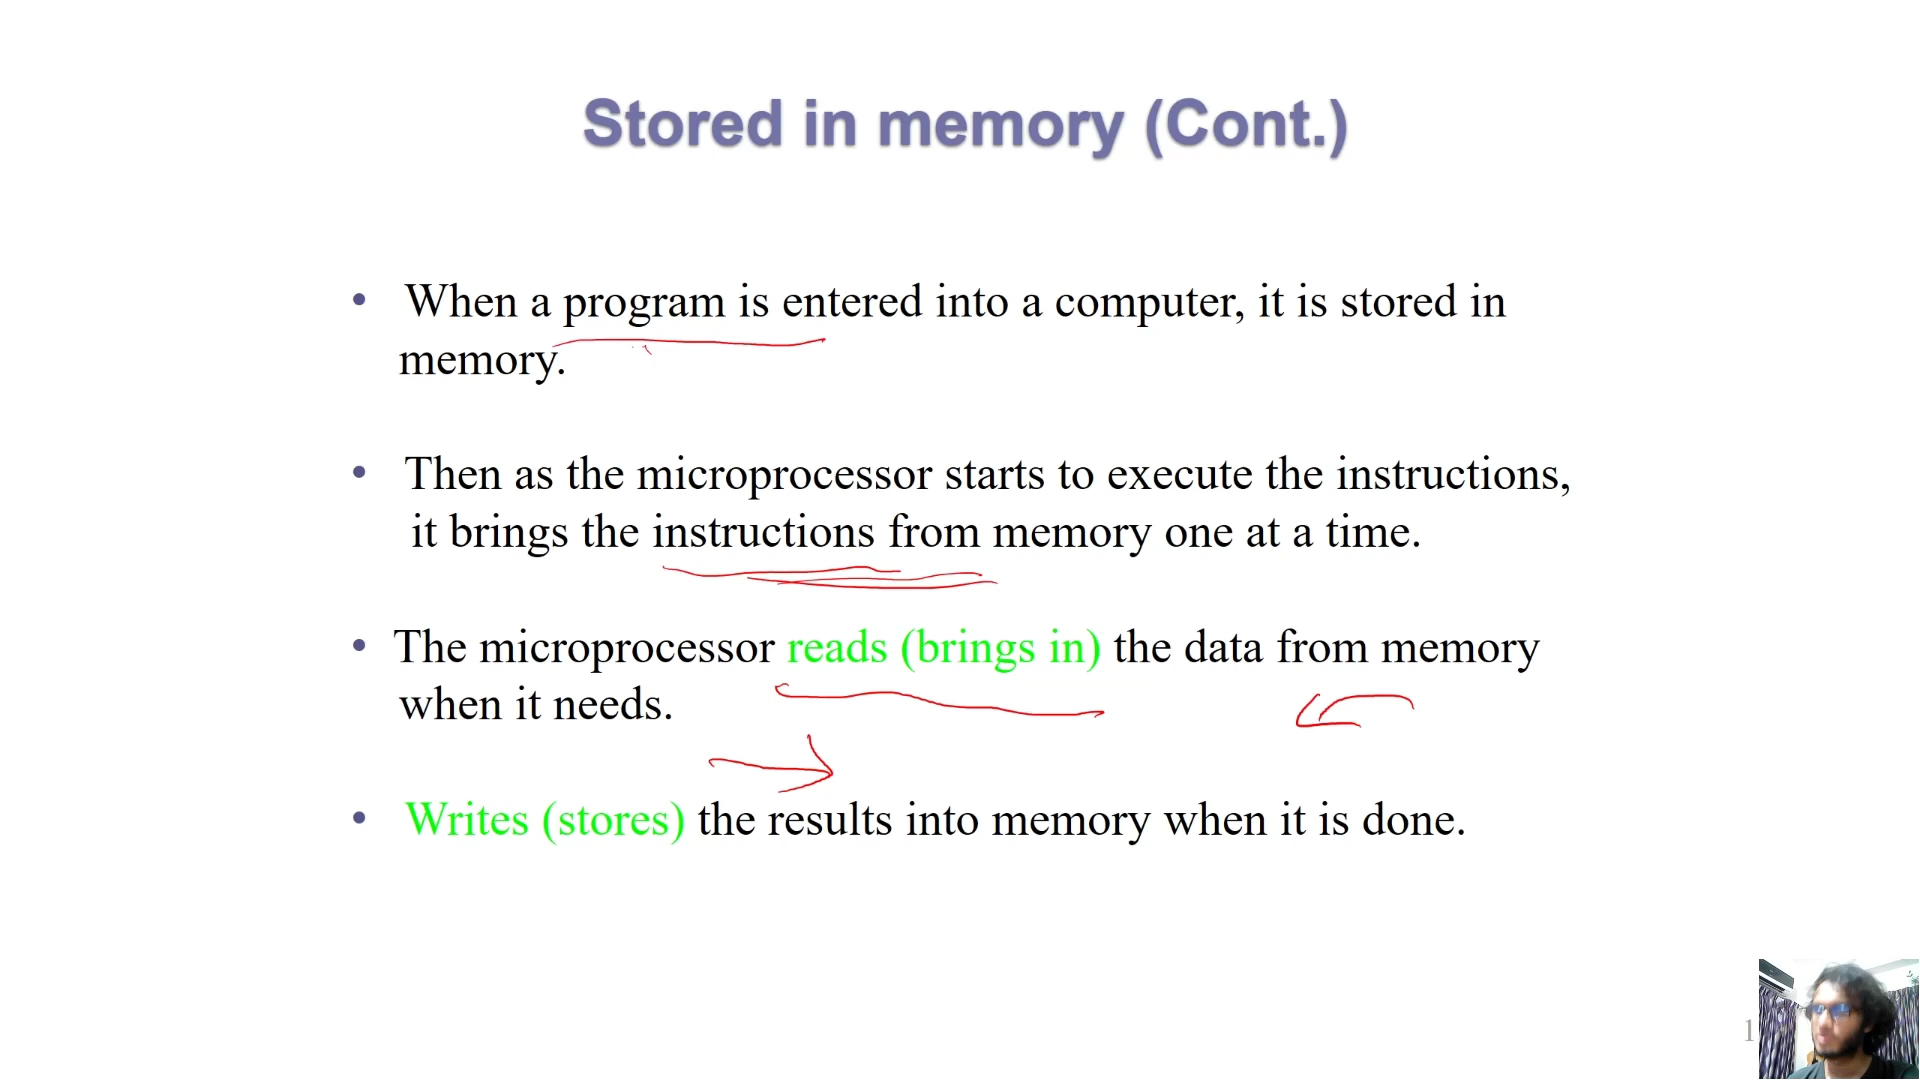 Stored in memory (Cont.)
• When a program is entered into a computer, it is stored in
memory.
• Then as the microprocessor starts to execute the instructions,
it brings the instructions from memory one at a time.
• The microprocessor reads (brings in) the data from memory
when it needs.
• Writes (stores) the results into memory when it is done.